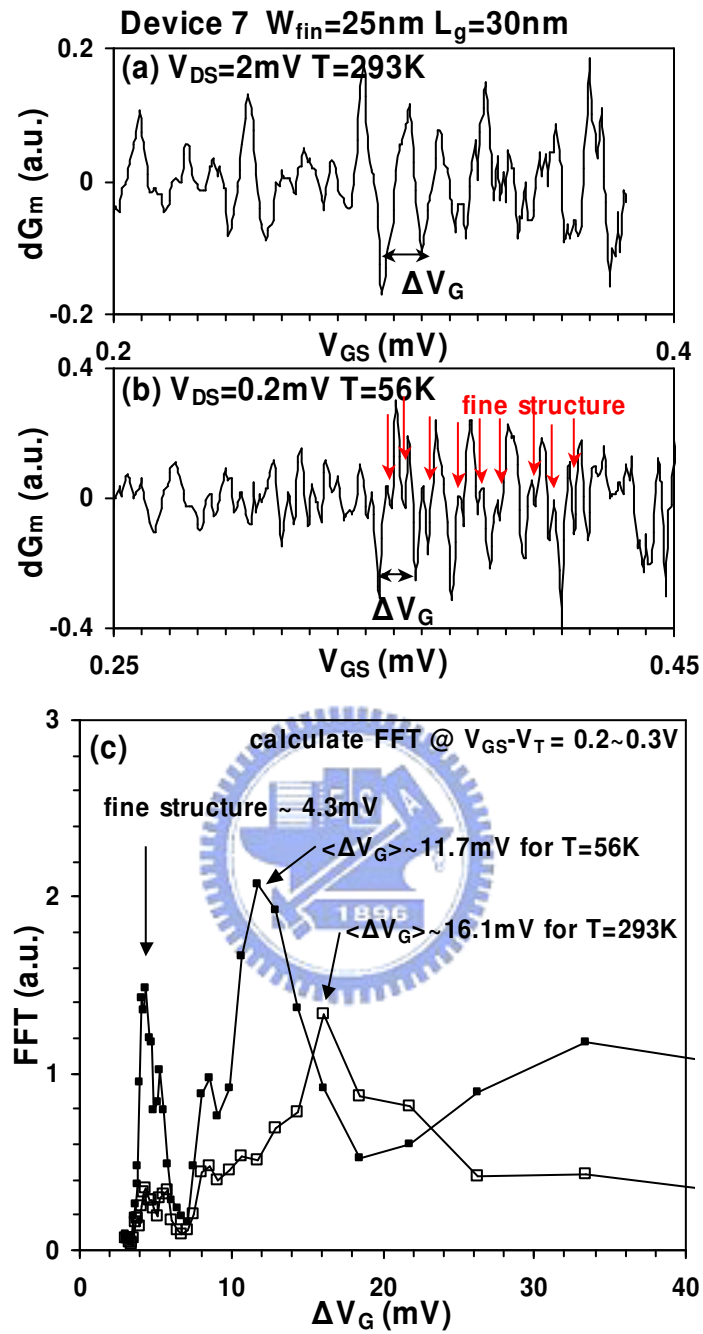 Device 7 W_fin=25nm L_g=30nm
(a) V_DS=2mV T=293K
0.2
0
-0.2
dGm (a.u.)
ΔV_G
0.2
0.4
V_GS (mV)
(b) V_DS=0.2mV T=56K
fine structure
0.4
0
-0.4
dGm (a.u.)
ΔV_G
0.25
0.45
V_GS (mV)
(c)
calculate FFT @ V_GS-V_T = 0.2~0.3V
fine structure ~ 4.3mV
<ΔV_G>~11.7mV for T=56K
<ΔV_G>~16.1mV for T=293K
1896
3
2
1
0
FFT (a.u.)
0
10
20
30
40
ΔV_G (mV)